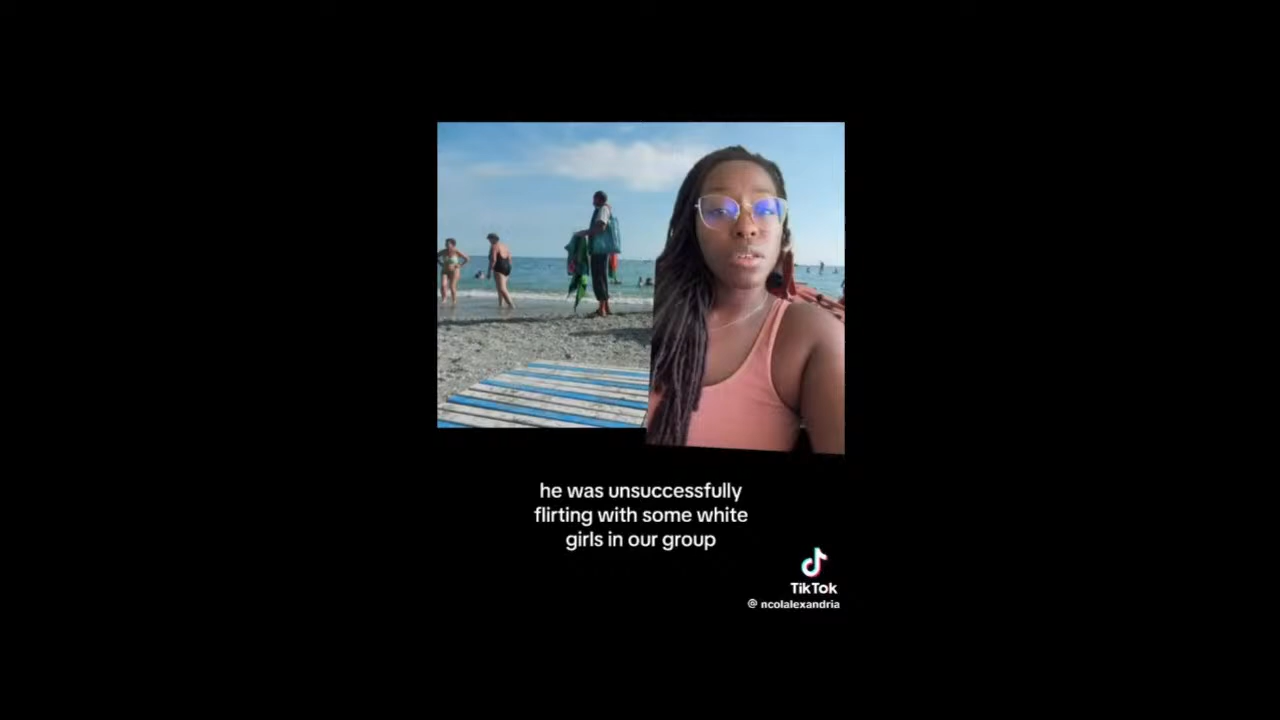 he was unsuccessfully
flirting with some white
girls in our group
TikTok
@ ncolalexandria